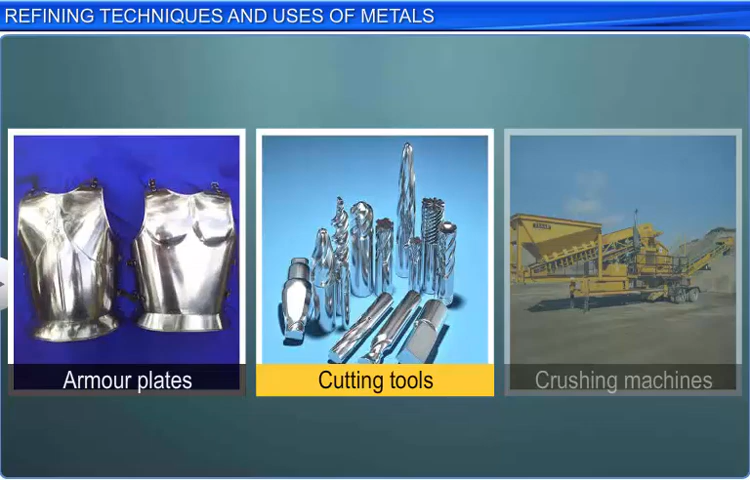 REFINING TECHNIQUES AND USES OF METALS
Armour plates
Cutting tools
Crushing machines